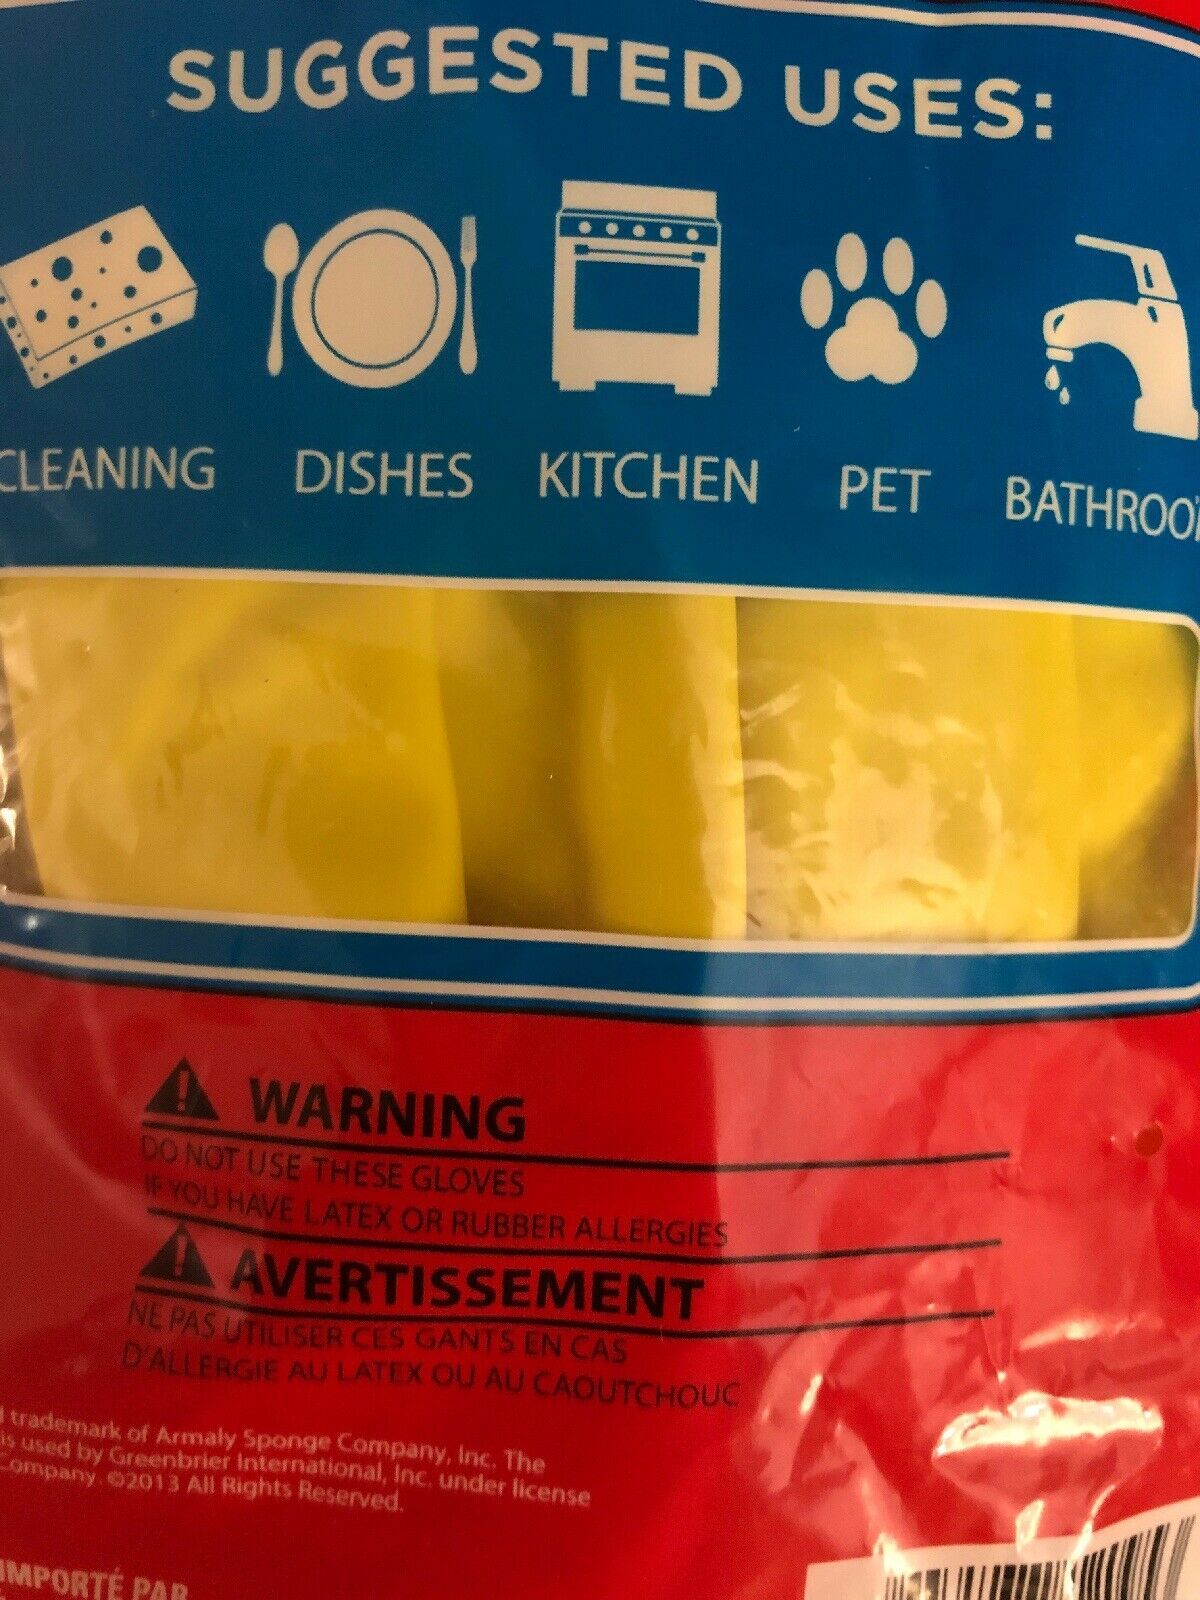 SUGGESTED USES:
CLEANING DISHES KITCHEN PET
WARNING
DO NOT USE THESE GLOVES
IF YOU HAVE LATEX OR RUBBER ALLERGIES
AVERTISSEMENT
NE PAS UTILISER CES GANTS EN CAS
D'ALLERGIE AU LATEX OU AU CAOUTCHOUC
trademark of Armaly Sponge Company, Inc. The
is used by Greenbrier International, Inc. under license
Company. ©2013 All Rights Reserved.
IMPORTÉ PAR